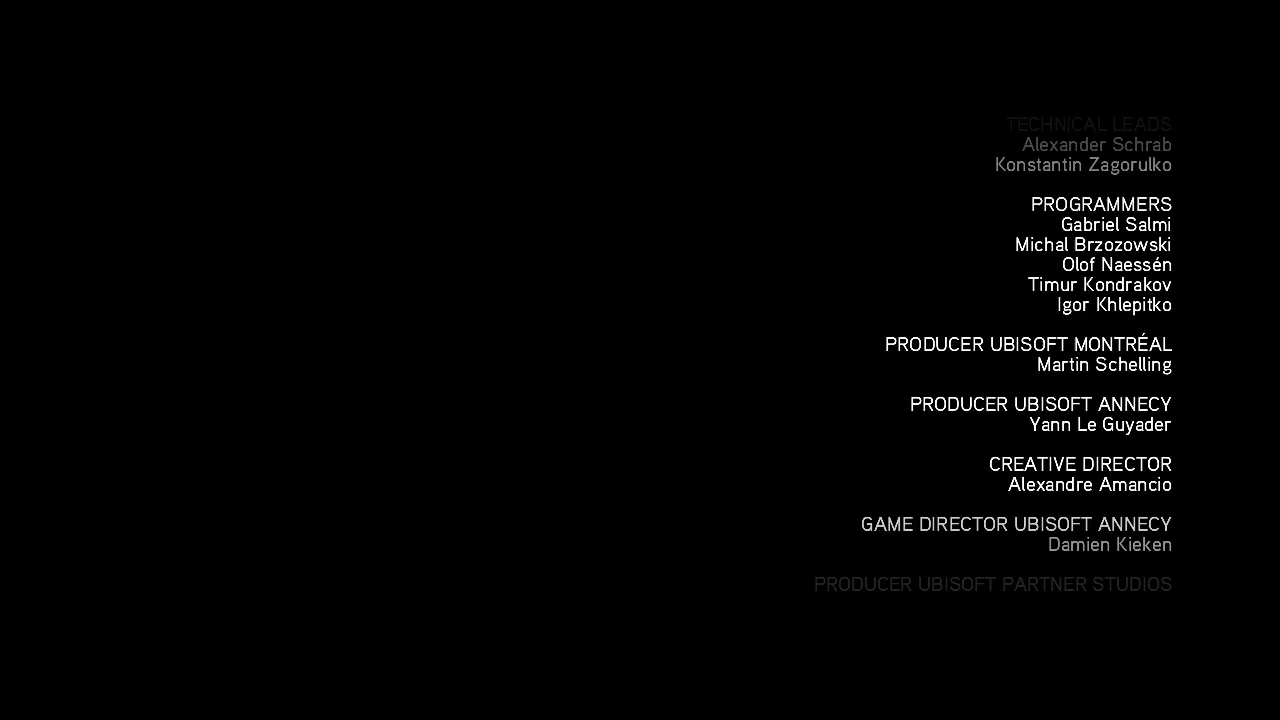 TECHNICAL LEADS
Alexander Schrab
Konstantin Zagorulko
PROGRAMMERS
Gabriel Salmi
Michal Brzozowski
Olof Naessén
Timur Kondrakov
Igor Khlepitko
PRODUCER UBISOFT MONTRÉAL
Martin Schelling
PRODUCER UBISOFT ANNECY
Yann Le Guyader
CREATIVE DIRECTOR
Alexandre Amancio
GAME DIRECTOR UBISOFT ANNECY
Damien Kieken
PRODUCER UBISOFT PARTNER STUDIOS